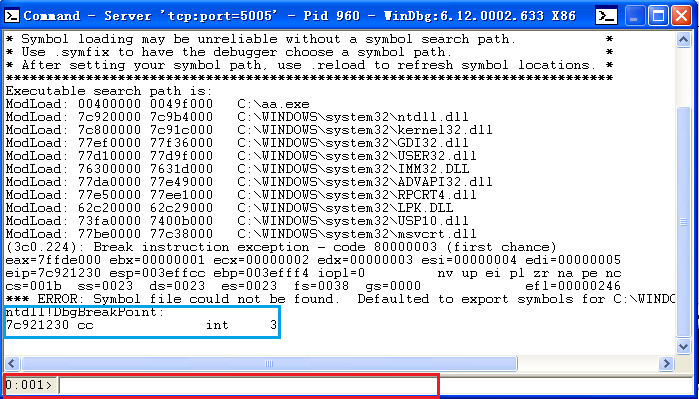 Command - Server 'tcp:port=5005' - Pid 960 - WinDbg:6.12.0002.633 X86
* Symbol loading may be unreliable without a symbol search path.           *
* Use .symfix to have the debugger choose a symbol path.                   *
* After setting your symbol path, use .reload to refresh symbol locations. *
****************************************************************************
Executable search path is:
ModLoad: 00400000 0049f000   C:\aa.exe
ModLoad: 7c920000 7c9b4000   C:\WINDOWS\system32\ntdll.dll
ModLoad: 7c800000 7c91c000   C:\WINDOWS\system32\kernel32.dll
ModLoad: 77ef0000 77f36000   C:\WINDOWS\system32\GDI32.dll
ModLoad: 77d10000 77d9f000   C:\WINDOWS\system32\USER32.dll
ModLoad: 76300000 7631d000   C:\WINDOWS\system32\IMM32.DLL
ModLoad: 77da0000 77e49000   C:\WINDOWS\system32\ADVAPI32.dll
ModLoad: 77e50000 77ee1000   C:\WINDOWS\system32\RPCRT4.dll
ModLoad: 62c20000 62c29000   C:\WINDOWS\system32\LPK.DLL
ModLoad: 73fa0000 7400b000   C:\WINDOWS\system32\USP10.dll
ModLoad: 77be0000 77c38000   C:\WINDOWS\system32\msvcrt.dll
(3c0.224): Break instruction exception - code 80000003 (first chance)
eax=7ffde000 ebx=00000001 ecx=00000002 edx=00000003 esi=00000004 edi=00000005
eip=7c921230 esp=003effcc ebp=003efff4 iopl=0         nv up ei pl zr na pe nc
cs=001b  ss=0023  ds=0023  es=0023  fs=0038  gs=0000             efl=00000246
*** ERROR: Symbol file could not be found.  Defaulted to export symbols for C:\WINDO
ntdll!DbgBreakPoint:
7c921230 cc              int     3
0:001>